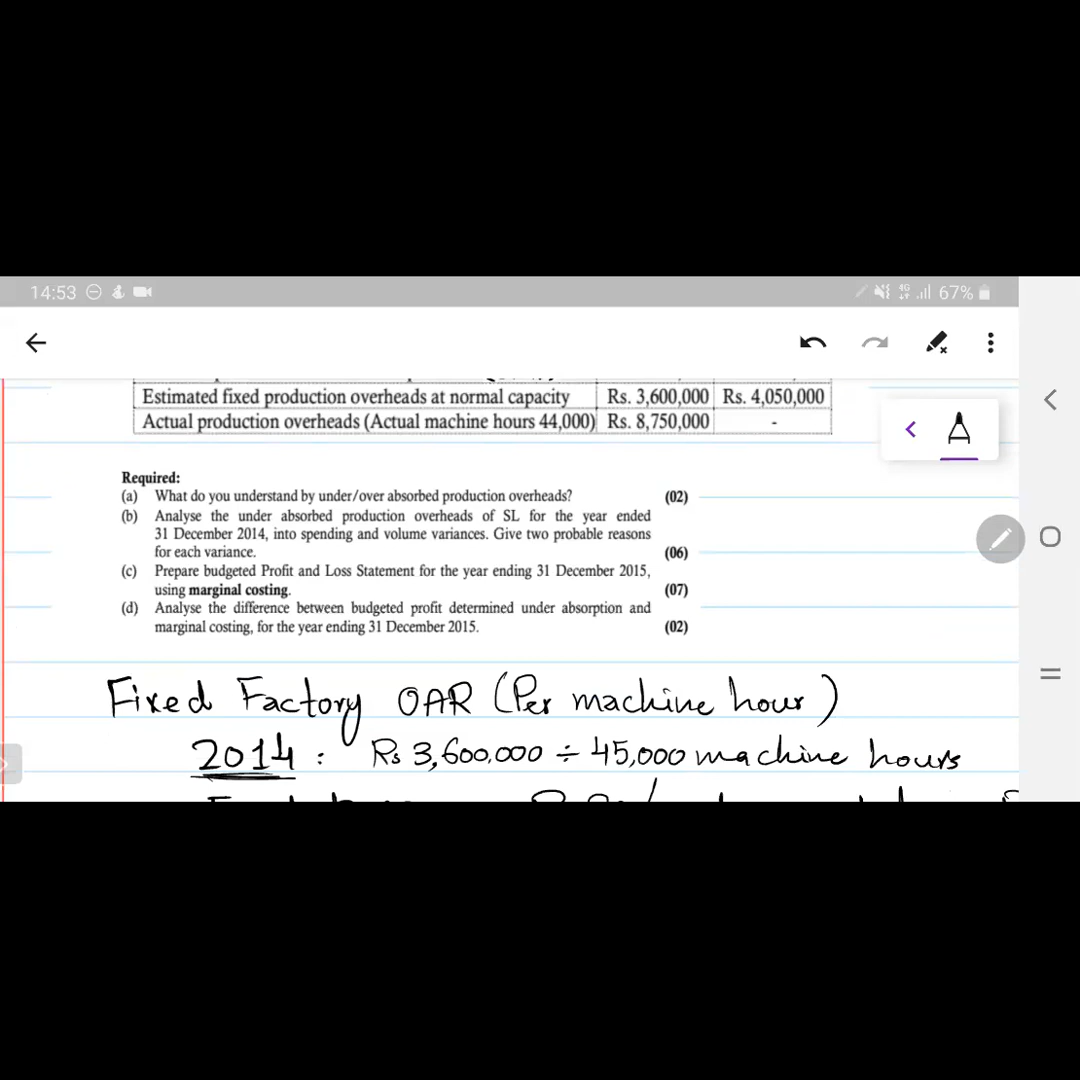 14:53 4G 67%
Estimated fixed production overheads at normal capacity Rs. 3,600,000 Rs. 4,050,000
Actual production overheads (Actual machine hours 44,000) Rs. 8,750,000 -
Required:
(a) What do you understand by under/over absorbed production overheads? (02)
(b) Analyse the under absorbed production overheads of SL for the year ended
31 December 2014, into spending and volume variances. Give two probable reasons
for each variance. (06)
(c) Prepare budgeted Profit and Loss Statement for the year ending 31 December 2015,
using marginal costing. (07)
(d) Analyse the difference between budgeted profit determined under absorption and
marginal costing, for the year ending 31 December 2015. (02)
Fixed Factory OAR (Per machine hour)
2014 : Rs 3,600,000 ÷ 45,000 machine hours